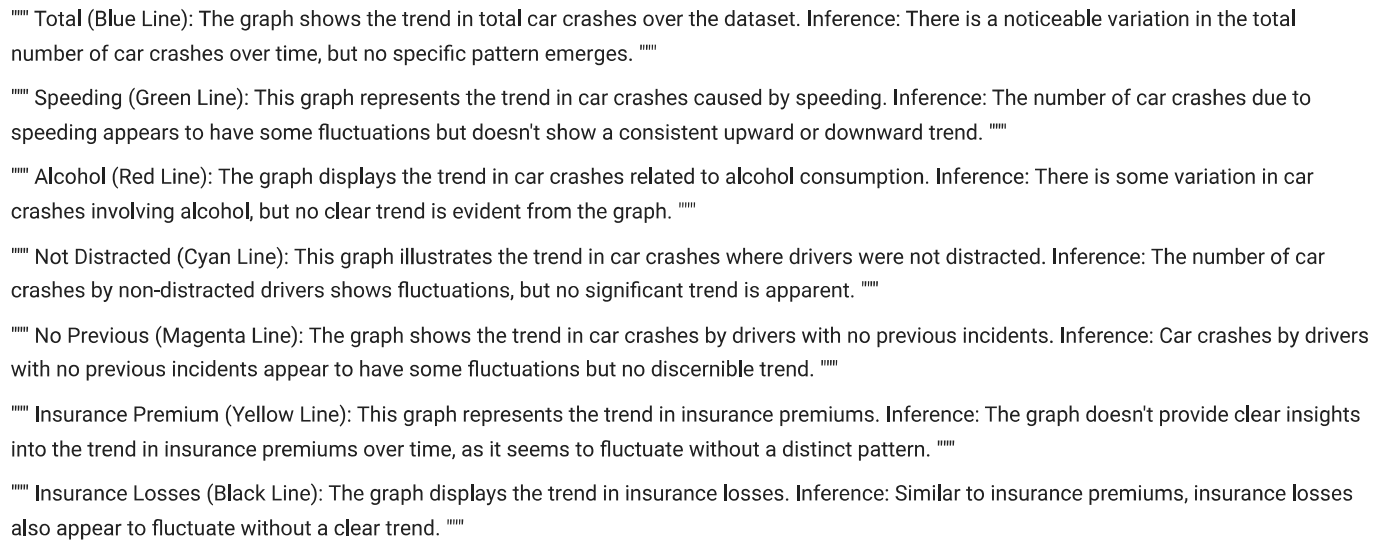 """ Total (Blue Line): The graph shows the trend in total car crashes over the dataset. Inference: There is a noticeable variation in the total
number of car crashes over time, but no specific pattern emerges. """
""" Speeding (Green Line): This graph represents the trend in car crashes caused by speeding. Inference: The number of car crashes due to
speeding appears to have some fluctuations but doesn't show a consistent upward or downward trend. """
""" Alcohol (Red Line): The graph displays the trend in car crashes related to alcohol consumption. Inference: There is some variation in car
crashes involving alcohol, but no clear trend is evident from the graph. """
""" Not Distracted (Cyan Line): This graph illustrates the trend in car crashes where drivers were not distracted. Inference: The number of car
crashes by non-distracted drivers shows fluctuations, but no significant trend is apparent. """
""" No Previous (Magenta Line): The graph shows the trend in car crashes by drivers with no previous incidents. Inference: Car crashes by drivers
with no previous incidents appear to have some fluctuations but no discernible trend. """
""" Insurance Premium (Yellow Line): This graph represents the trend in insurance premiums. Inference: The graph doesn't provide clear insights
into the trend in insurance premiums over time, as it seems to fluctuate without a distinct pattern. """
""" Insurance Losses (Black Line): The graph displays the trend in insurance losses. Inference: Similar to insurance premiums, insurance losses
also appear to fluctuate without a clear trend. """